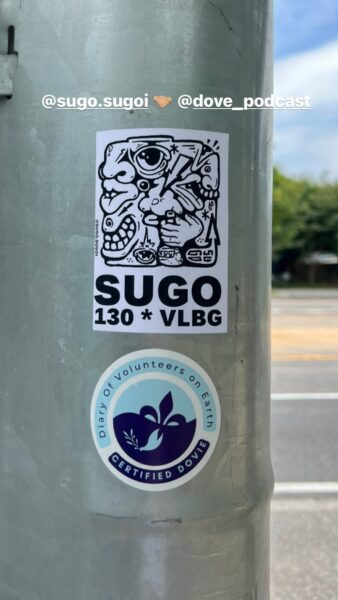 @sugo.sugoi 🤝 @dove_podcast
SUGO
130 * VLBG
Diary Of Volunteers on Earth
CERTIFIED DOVIE